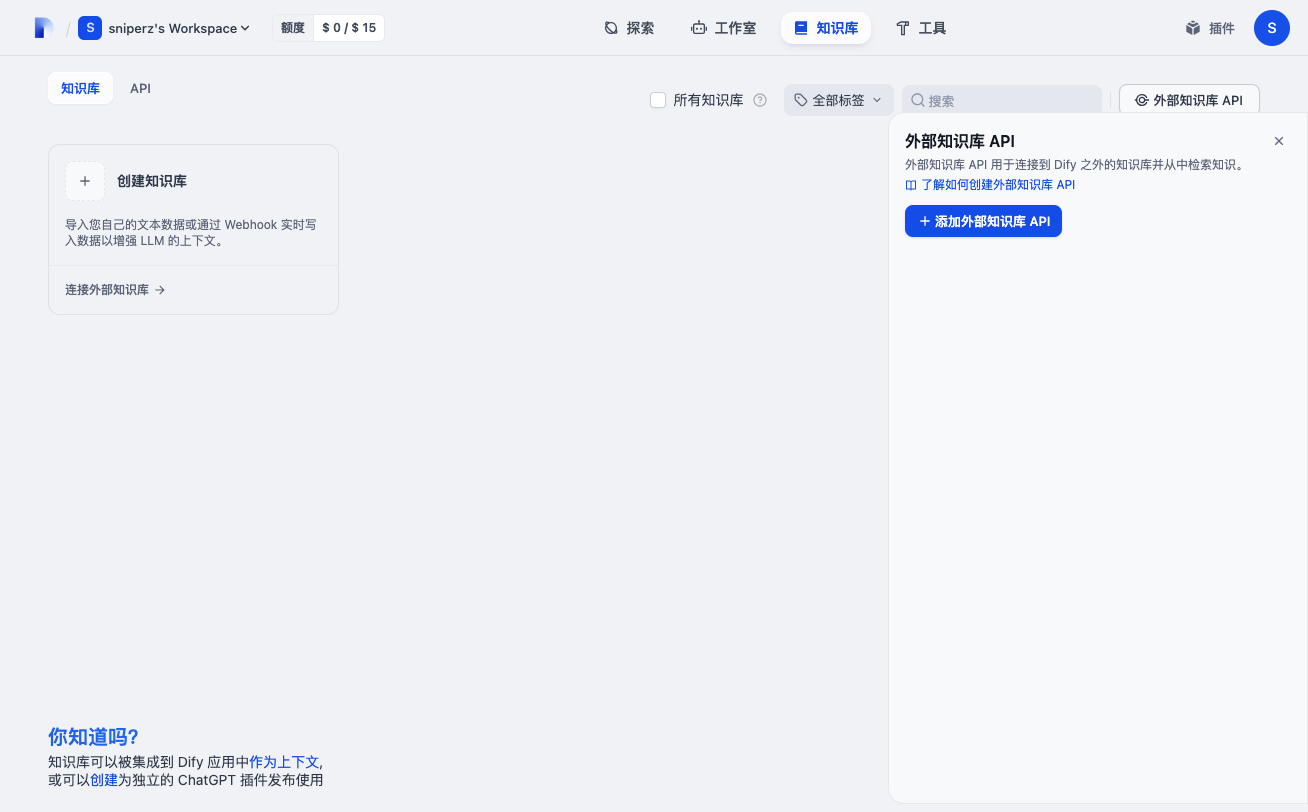 S sniperz's Workspace 额度 $ 0 / $ 15 探索 工作室 知识库 工具 插件 S
知识库 API 所有知识库 全部标签 搜索 外部知识库 API
创建知识库
导入您自己的文本数据或通过 Webhook 实时写
入数据以增强 LLM 的上下文。
连接外部知识库
外部知识库 API
外部知识库 API 用于连接到 Dify 之外的知识库并从中检索知识。
了解如何创建外部知识库 API
添加外部知识库 API
你知道吗?
知识库可以被集成到 Dify 应用中作为上下文,
或可以创建为独立的 ChatGPT 插件发布使用